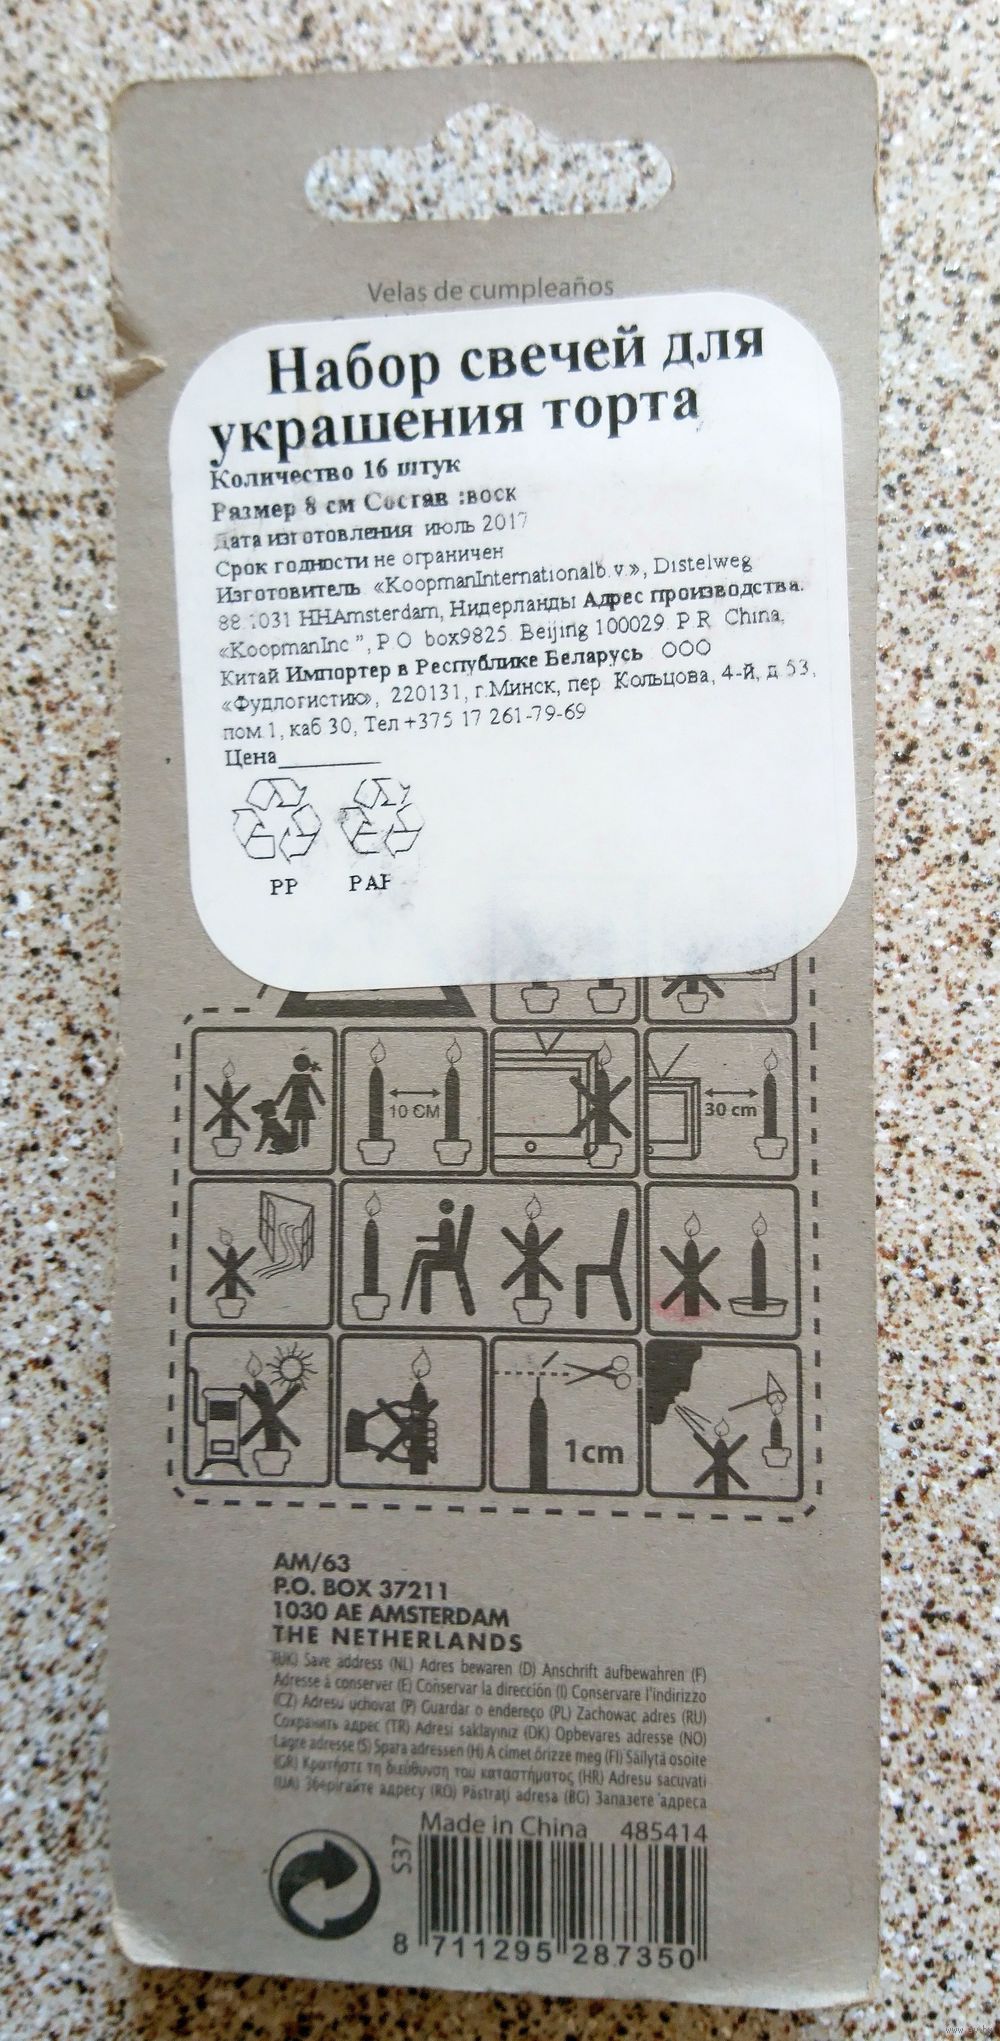 Velas de cumpleaños
Набор свечей для
украшения торта
Количество 16 штук
Размер 8 см Состав :воск
Дата изготовления июль 2017
Срок годности не ограничен
Изготовитель «KoopmanInternationalb.v.», Distelweg
88.1031 HHAmsterdam, Нидерланды Адрес производства:
«KoopmanInc.", P.O. box9825. Beijing 100029. P.R. China,
Китай Импортер в Республике Беларусь ООО
«Фудлогистик», 220131, г.Минск, пер. Кольцова, 4-й, д.53,
пом.1, каб 30, Тел +375 17 261-79-69
Цена________
PP PAP
10 CM
30 cm
1cm
AM/63
P.O. BOX 37211
1030 AE AMSTERDAM
THE NETHERLANDS
(UK) Save address (NL) Adres bewaren (D) Anschrift aufbewahren (F)
Adresse à conserver (E) Conservar la dirección (I) Conservare l'indirizzo
(CZ) Adresu uchovat (P) Guardar o endereço (PL) Zachowac adres (RU)
Сохранить адрес (TR) Adresi saklayınız (DK) Opbevares adresse (NO)
Lagre adresse (S) Spara adressen (H) A címet őrizze meg (FI) Säilytä osoite
(GR) Κρατήστε τη διεύθυνση του καταστήματος (HR) Adresu sacuvati
(UA) Зберігайте адресу (RO) Păstraţi adresa (BG) Запазете адреса
Made in China 485414
S37
8 711295 287350